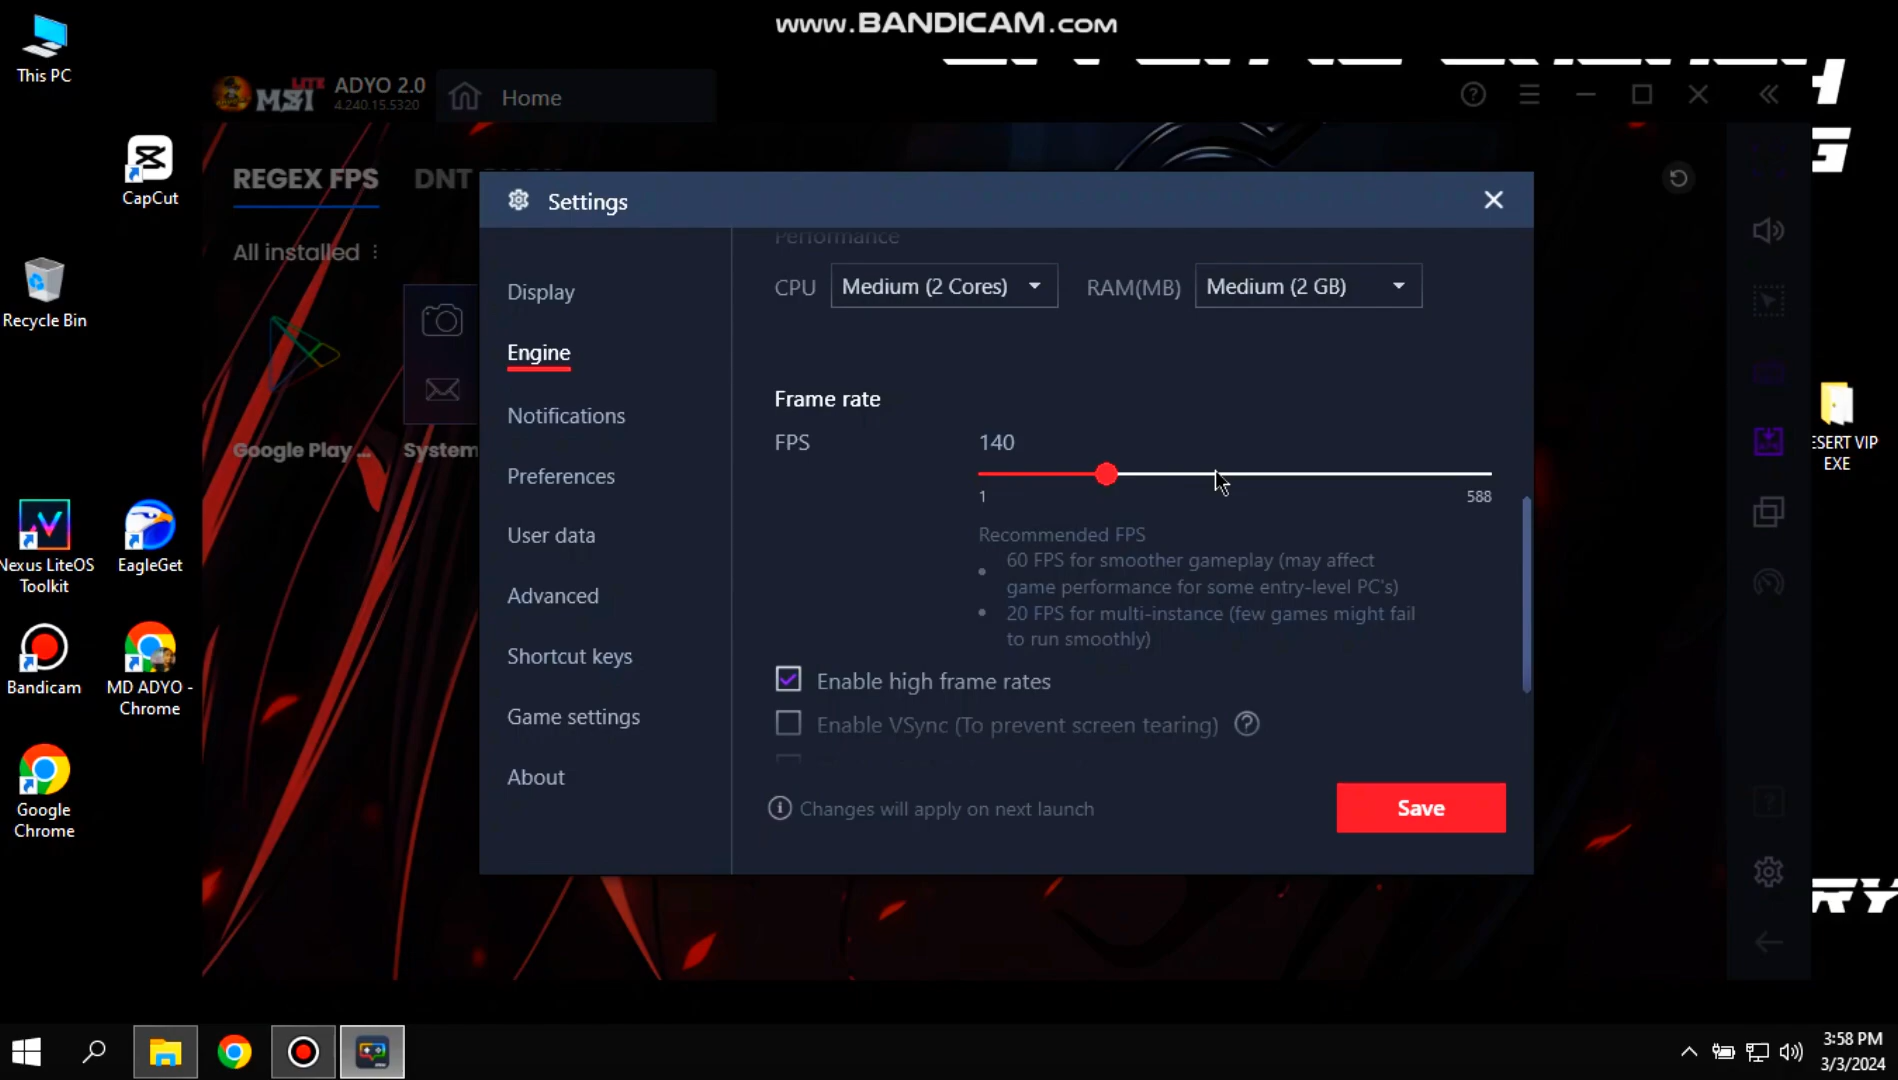 www.BANDICAM.com
This PC
CapCut
Recycle Bin
Nexus LiteOS
Toolkit
EagleGet
Bandicam
MD ADYO -
Chrome
Google
Chrome
MSI LITE
ADYO 2.0
4.240.15.5320
Home
REGEX FPS
DNT
All installed
Google Play ...
System
Settings
Display
Engine
Notifications
Preferences
User data
Advanced
Shortcut keys
Game settings
About
Performance
CPU
Medium (2 Cores)
RAM(MB)
Medium (2 GB)
Frame rate
FPS
140
1
588
Recommended FPS
60 FPS for smoother gameplay (may affect
game performance for some entry-level PC's)
20 FPS for multi-instance (few games might fail
to run smoothly)
Enable high frame rates
Enable VSync (To prevent screen tearing)
Changes will apply on next launch
Save
ESERT VIP
EXE
3:58 PM
3/3/2024